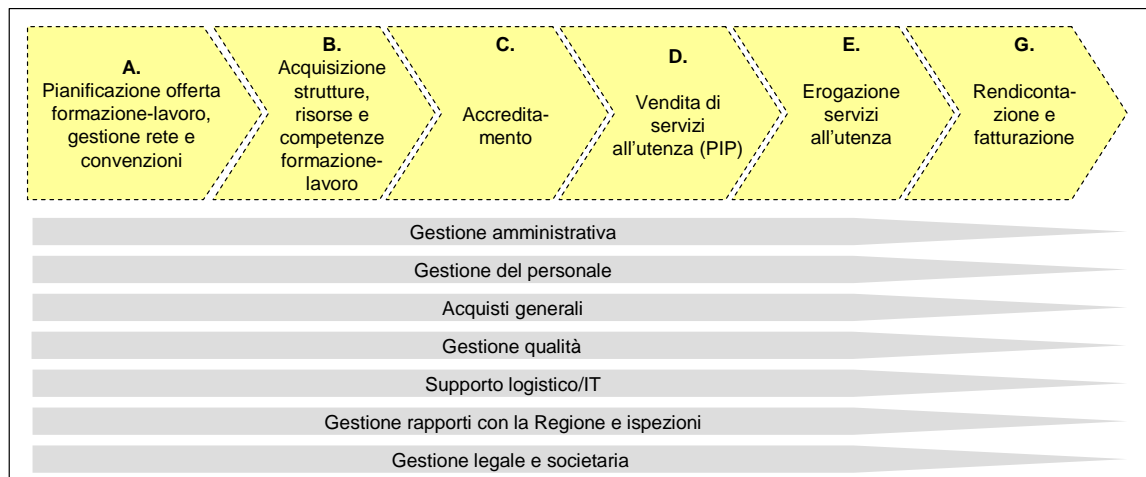 A.
Pianificazione offerta
formazione-lavoro,
gestione rete e
convenzioni
B.
Acquisizione
strutture,
risorse e
competenze
formazione-
lavoro
C.
Accredita-
mento
D.
Vendita di
servizi
all'utenza (PIP)
E.
Erogazione
servizi
all'utenza
G.
Rendiconta-
zione e
fatturazione
Gestione amministrativa
Gestione del personale
Acquisti generali
Gestione qualità
Supporto logistico/IT
Gestione rapporti con la Regione e ispezioni
Gestione legale e societaria